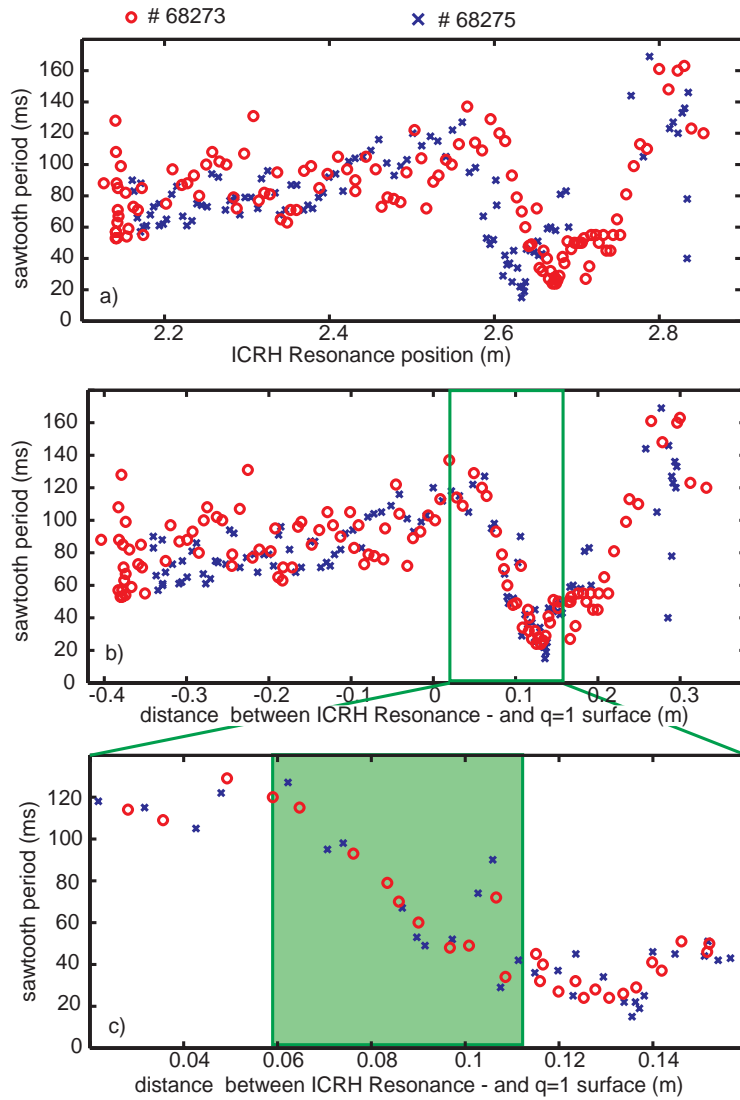 # 68273 # 68275
160
140
120
100
80
60
40
20
0
sawtooth period (ms)
a)
2.2 2.4 2.6 2.8
ICRH Resonance position (m)
160
140
120
100
80
60
40
20
0
sawtooth period (ms)
b)
-0.4 -0.3 -0.2 -0.1 0 0.1 0.2 0.3
distance between ICRH Resonance - and q=1 surface (m)
120
100
80
60
40
20
0
sawtooth period (ms)
c)
0.04 0.06 0.08 0.1 0.12 0.14
distance between ICRH Resonance - and q=1 surface (m)